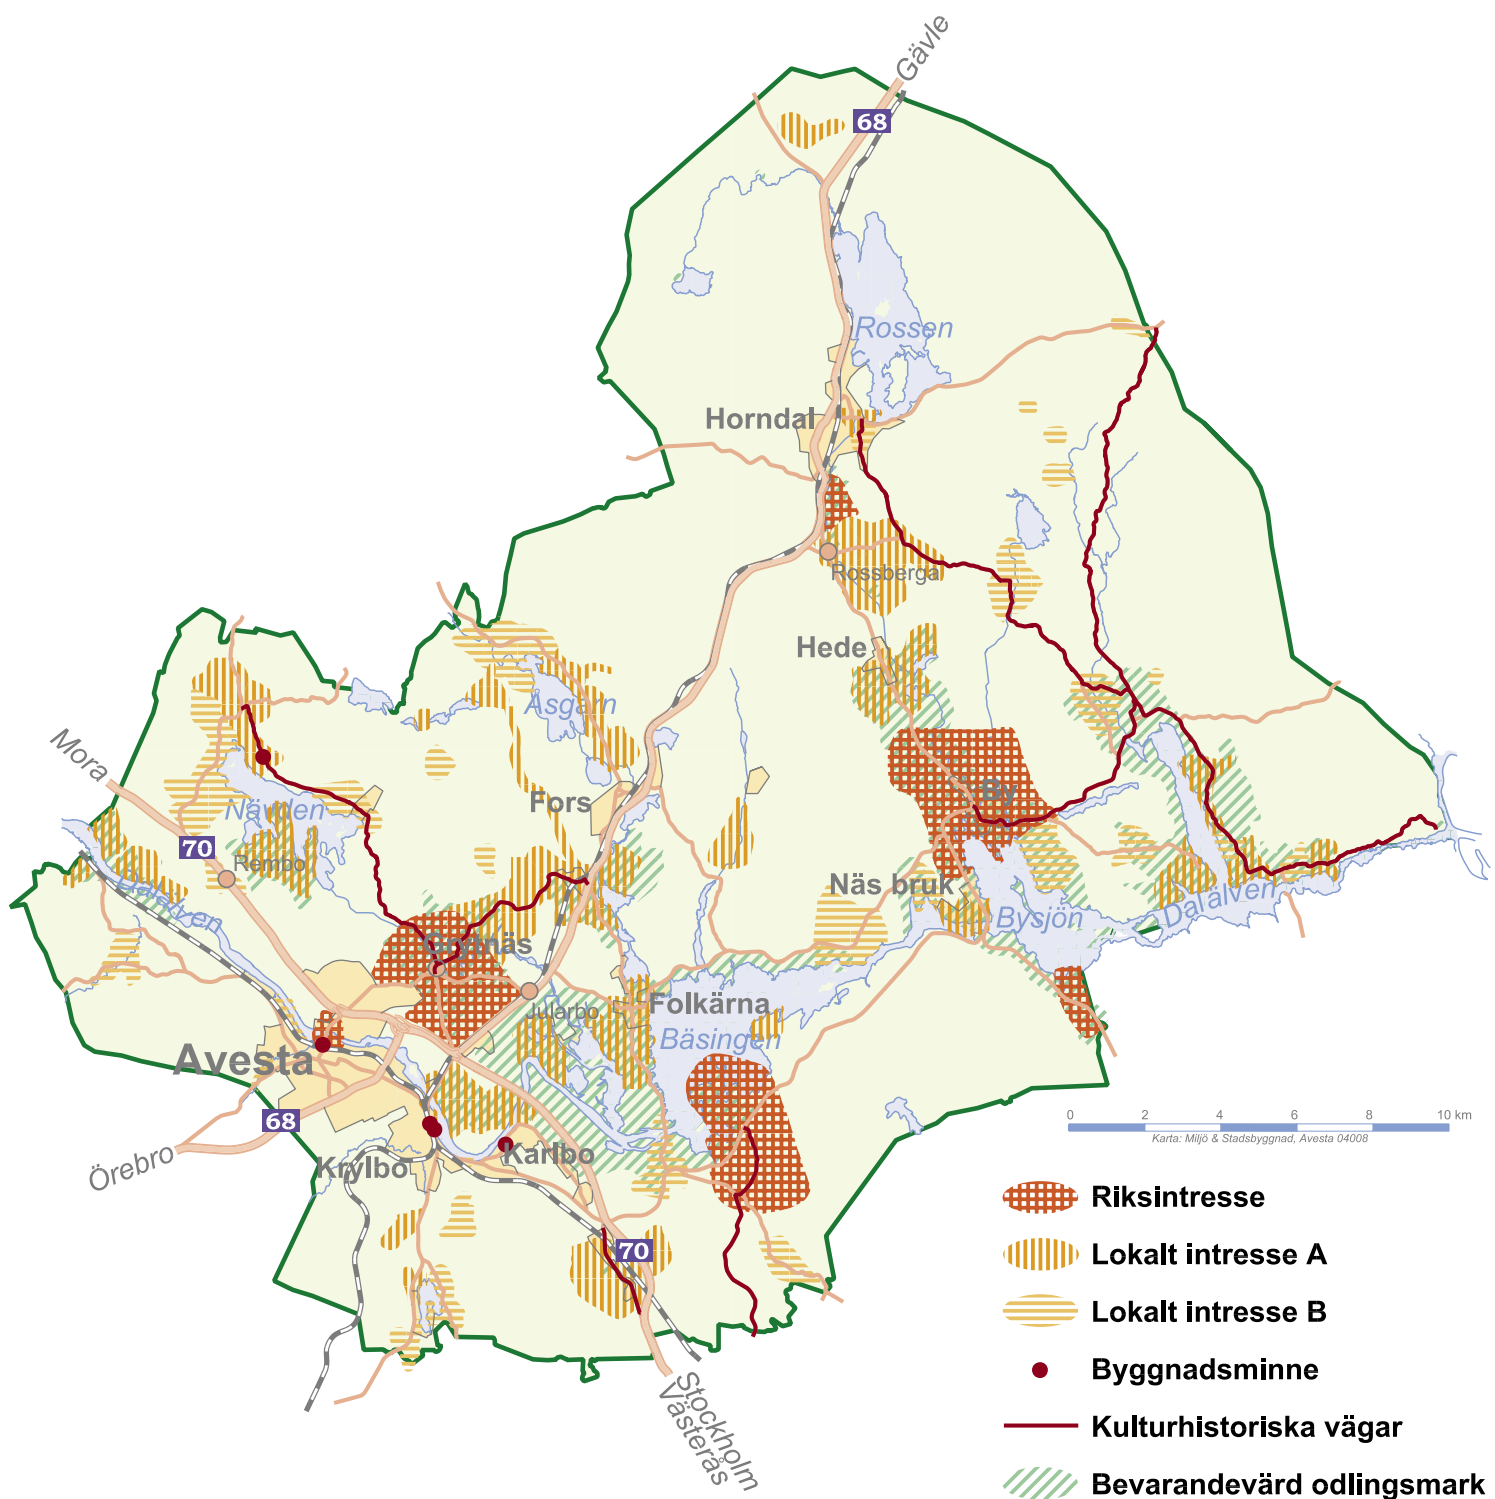 Gävle
68
Rossen
Horndal
Rossberga
Hede
Åsgarn
Mora
Nävden
Fors
By
70
Rembo
Dalälven
Näs bruk
Bysjön
Dalälven
Grytnäs
Jularbo
Folkärna
Bäsingen
Avesta
68
Örebro
Krylbo
Karlbo
70
Stockholm
Västerås
0 2 4 6 8 10 km
Karta: Miljö & Stadsbyggnad, Avesta 04008
Riksintresse
Lokalt intresse A
Lokalt intresse B
Byggnadsminne
Kulturhistoriska vägar
Bevarandevärd odlingsmark